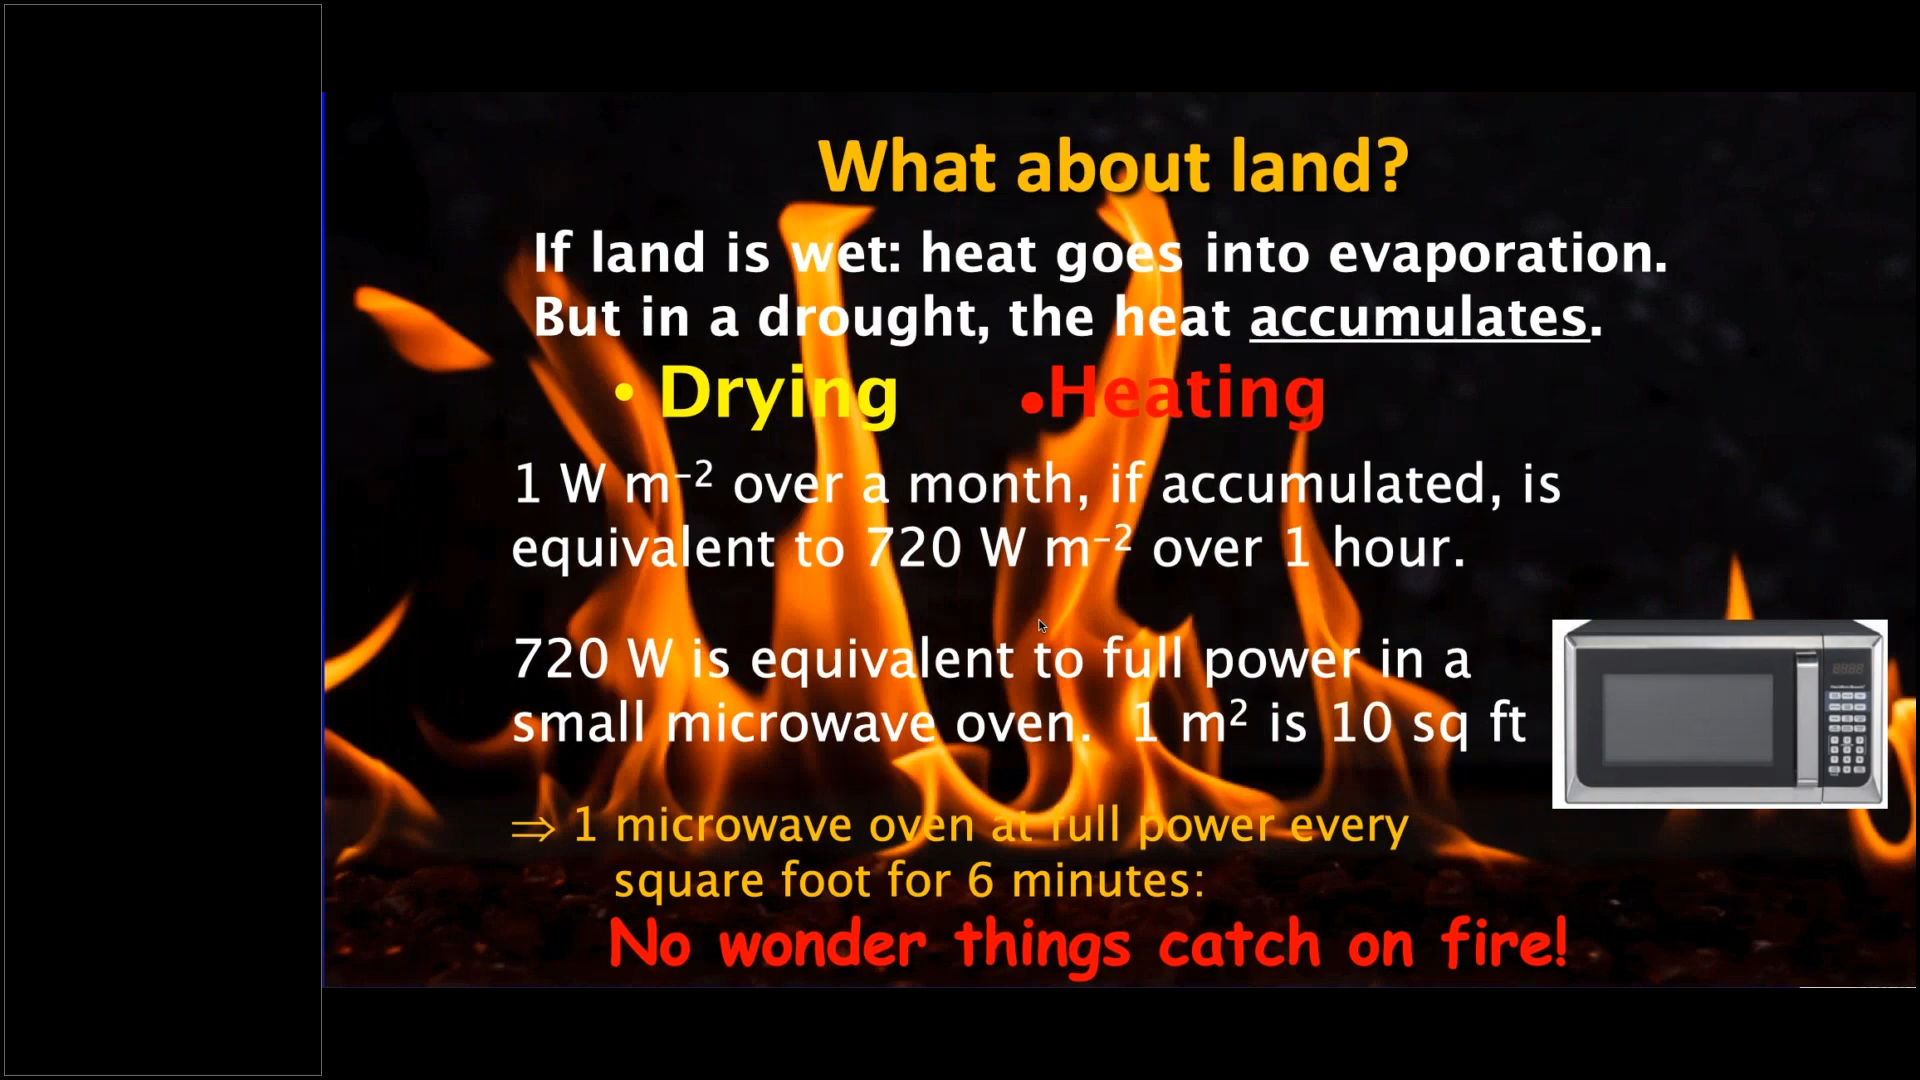 What about land?
If land is wet: heat goes into evaporation.
But in a drought, the heat accumulates.
• Drying •Heating
1 W m⁻² over a month, if accumulated, is
equivalent to 720 W m⁻² over 1 hour.
720 W is equivalent to full power in a
small microwave oven. 1 m² is 10 sq ft
⇒ 1 microwave oven at full power every
square foot for 6 minutes:
No wonder things catch on fire!